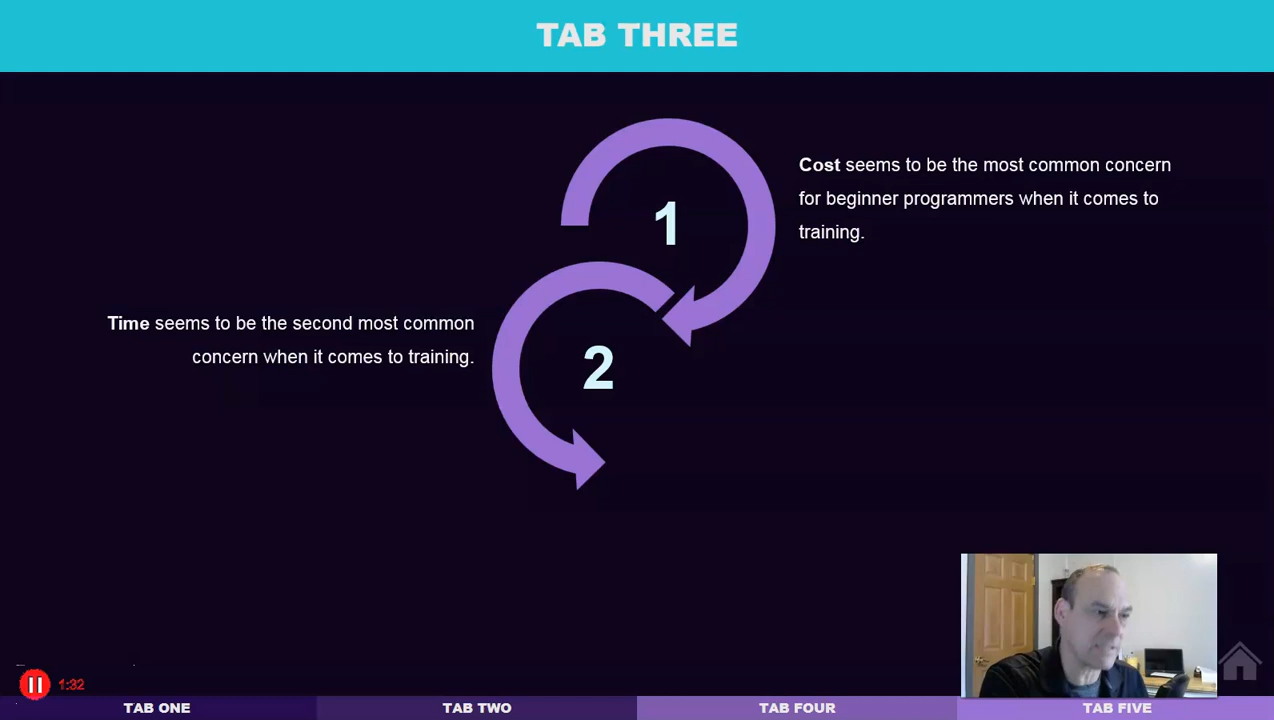 TAB THREE
1
Cost seems to be the most common concern
for beginner programmers when it comes to
training.
Time seems to be the second most common
concern when it comes to training.
2
1:32
TAB ONE
TAB TWO
TAB FOUR
TAB FIVE